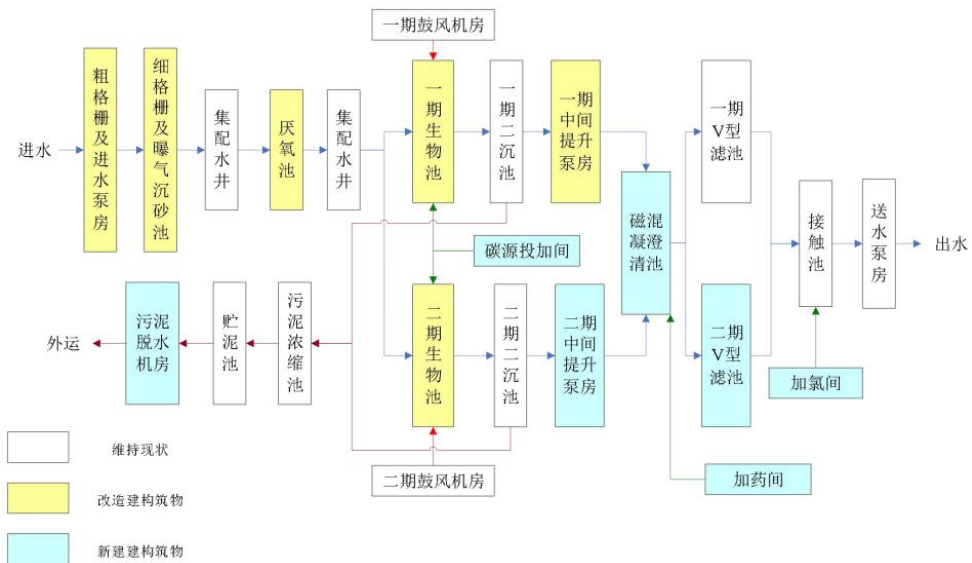 一期鼓风机房
进水
粗格栅及进水泵房
细格栅及曝气沉砂池
集配水井
厌氧池
集配水井
一期生物池
一期二沉池
一期
中间
提升
泵房
磁混
凝澄
清池
一期
V型
滤池
接触池
送水泵房
出水
碳源投加间
外运
污泥
脱水
机房
贮泥池
污泥浓缩池
二期生物池
二期二沉池
二期
中间
提升
泵房
二期
V型
滤池
加氯间
二期鼓风机房
加药间
维持现状
改造建构筑物
新建建构筑物